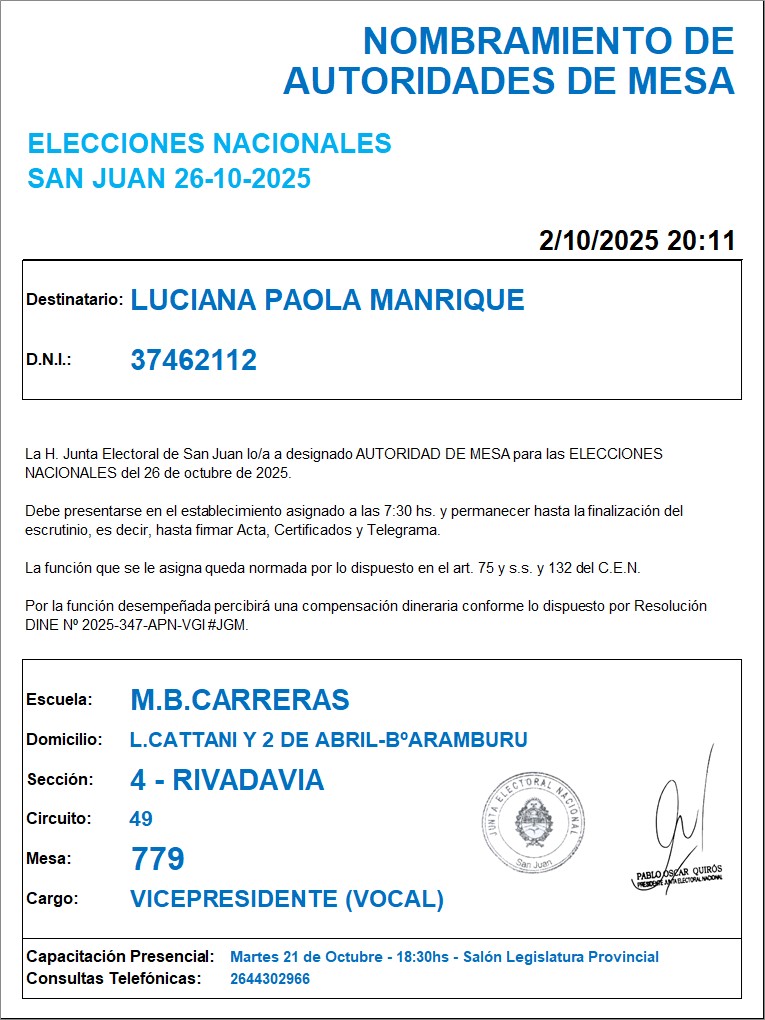 NOMBRAMIENTO DE
AUTORIDADES DE MESA
ELECCIONES NACIONALES
SAN JUAN 26-10-2025
2/10/2025 20:11
Destinatario: LUCIANA PAOLA MANRIQUE
D.N.I.: 37462112
La H. Junta Electoral de San Juan lo/a a designado AUTORIDAD DE MESA para las ELECCIONES
NACIONALES del 26 de octubre de 2025.
Debe presentarse en el establecimiento asignado a las 7:30 hs. y permanecer hasta la finalización del
escrutinio, es decir, hasta firmar Acta, Certificados y Telegrama.
La función que se le asigna queda normada por lo dispuesto en el art. 75 y s.s. y 132 del C.E.N.
Por la función desempeñada percibirá una compensación dineraria conforme lo dispuesto por Resolución
DINE Nº 2025-347-APN-VGI#JGM.
Escuela: M.B.CARRERAS
Domicilio: L.CATTANI Y 2 DE ABRIL-BºARAMBURU
Sección: 4 - RIVADAVIA
Circuito: 49
Mesa: 779
Cargo: VICEPRESIDENTE (VOCAL)
JUNTA ELECTORAL NACIONAL
San Juan
PABLO OSCAR QUIRÓS
PRESIDENTE JUNTA ELECTORAL NACIONAL
Capacitación Presencial: Martes 21 de Octubre - 18:30hs - Salón Legislatura Provincial
Consultas Telefónicas: 2644302966